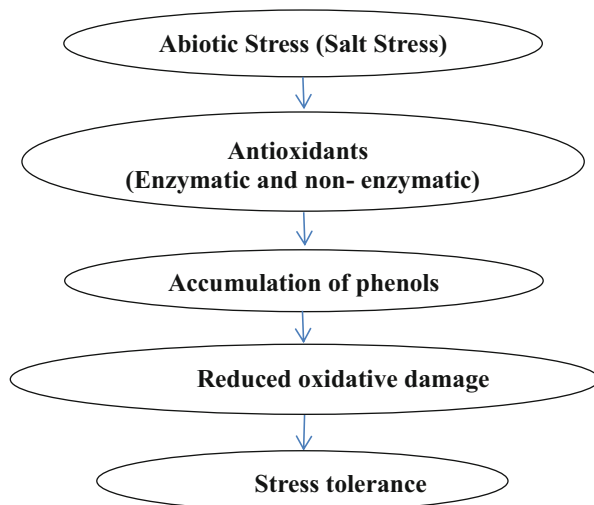 Abiotic Stress (Salt Stress)
Antioxidants
(Enzymatic and non- enzymatic)
Accumulation of phenols
Reduced oxidative damage
Stress tolerance